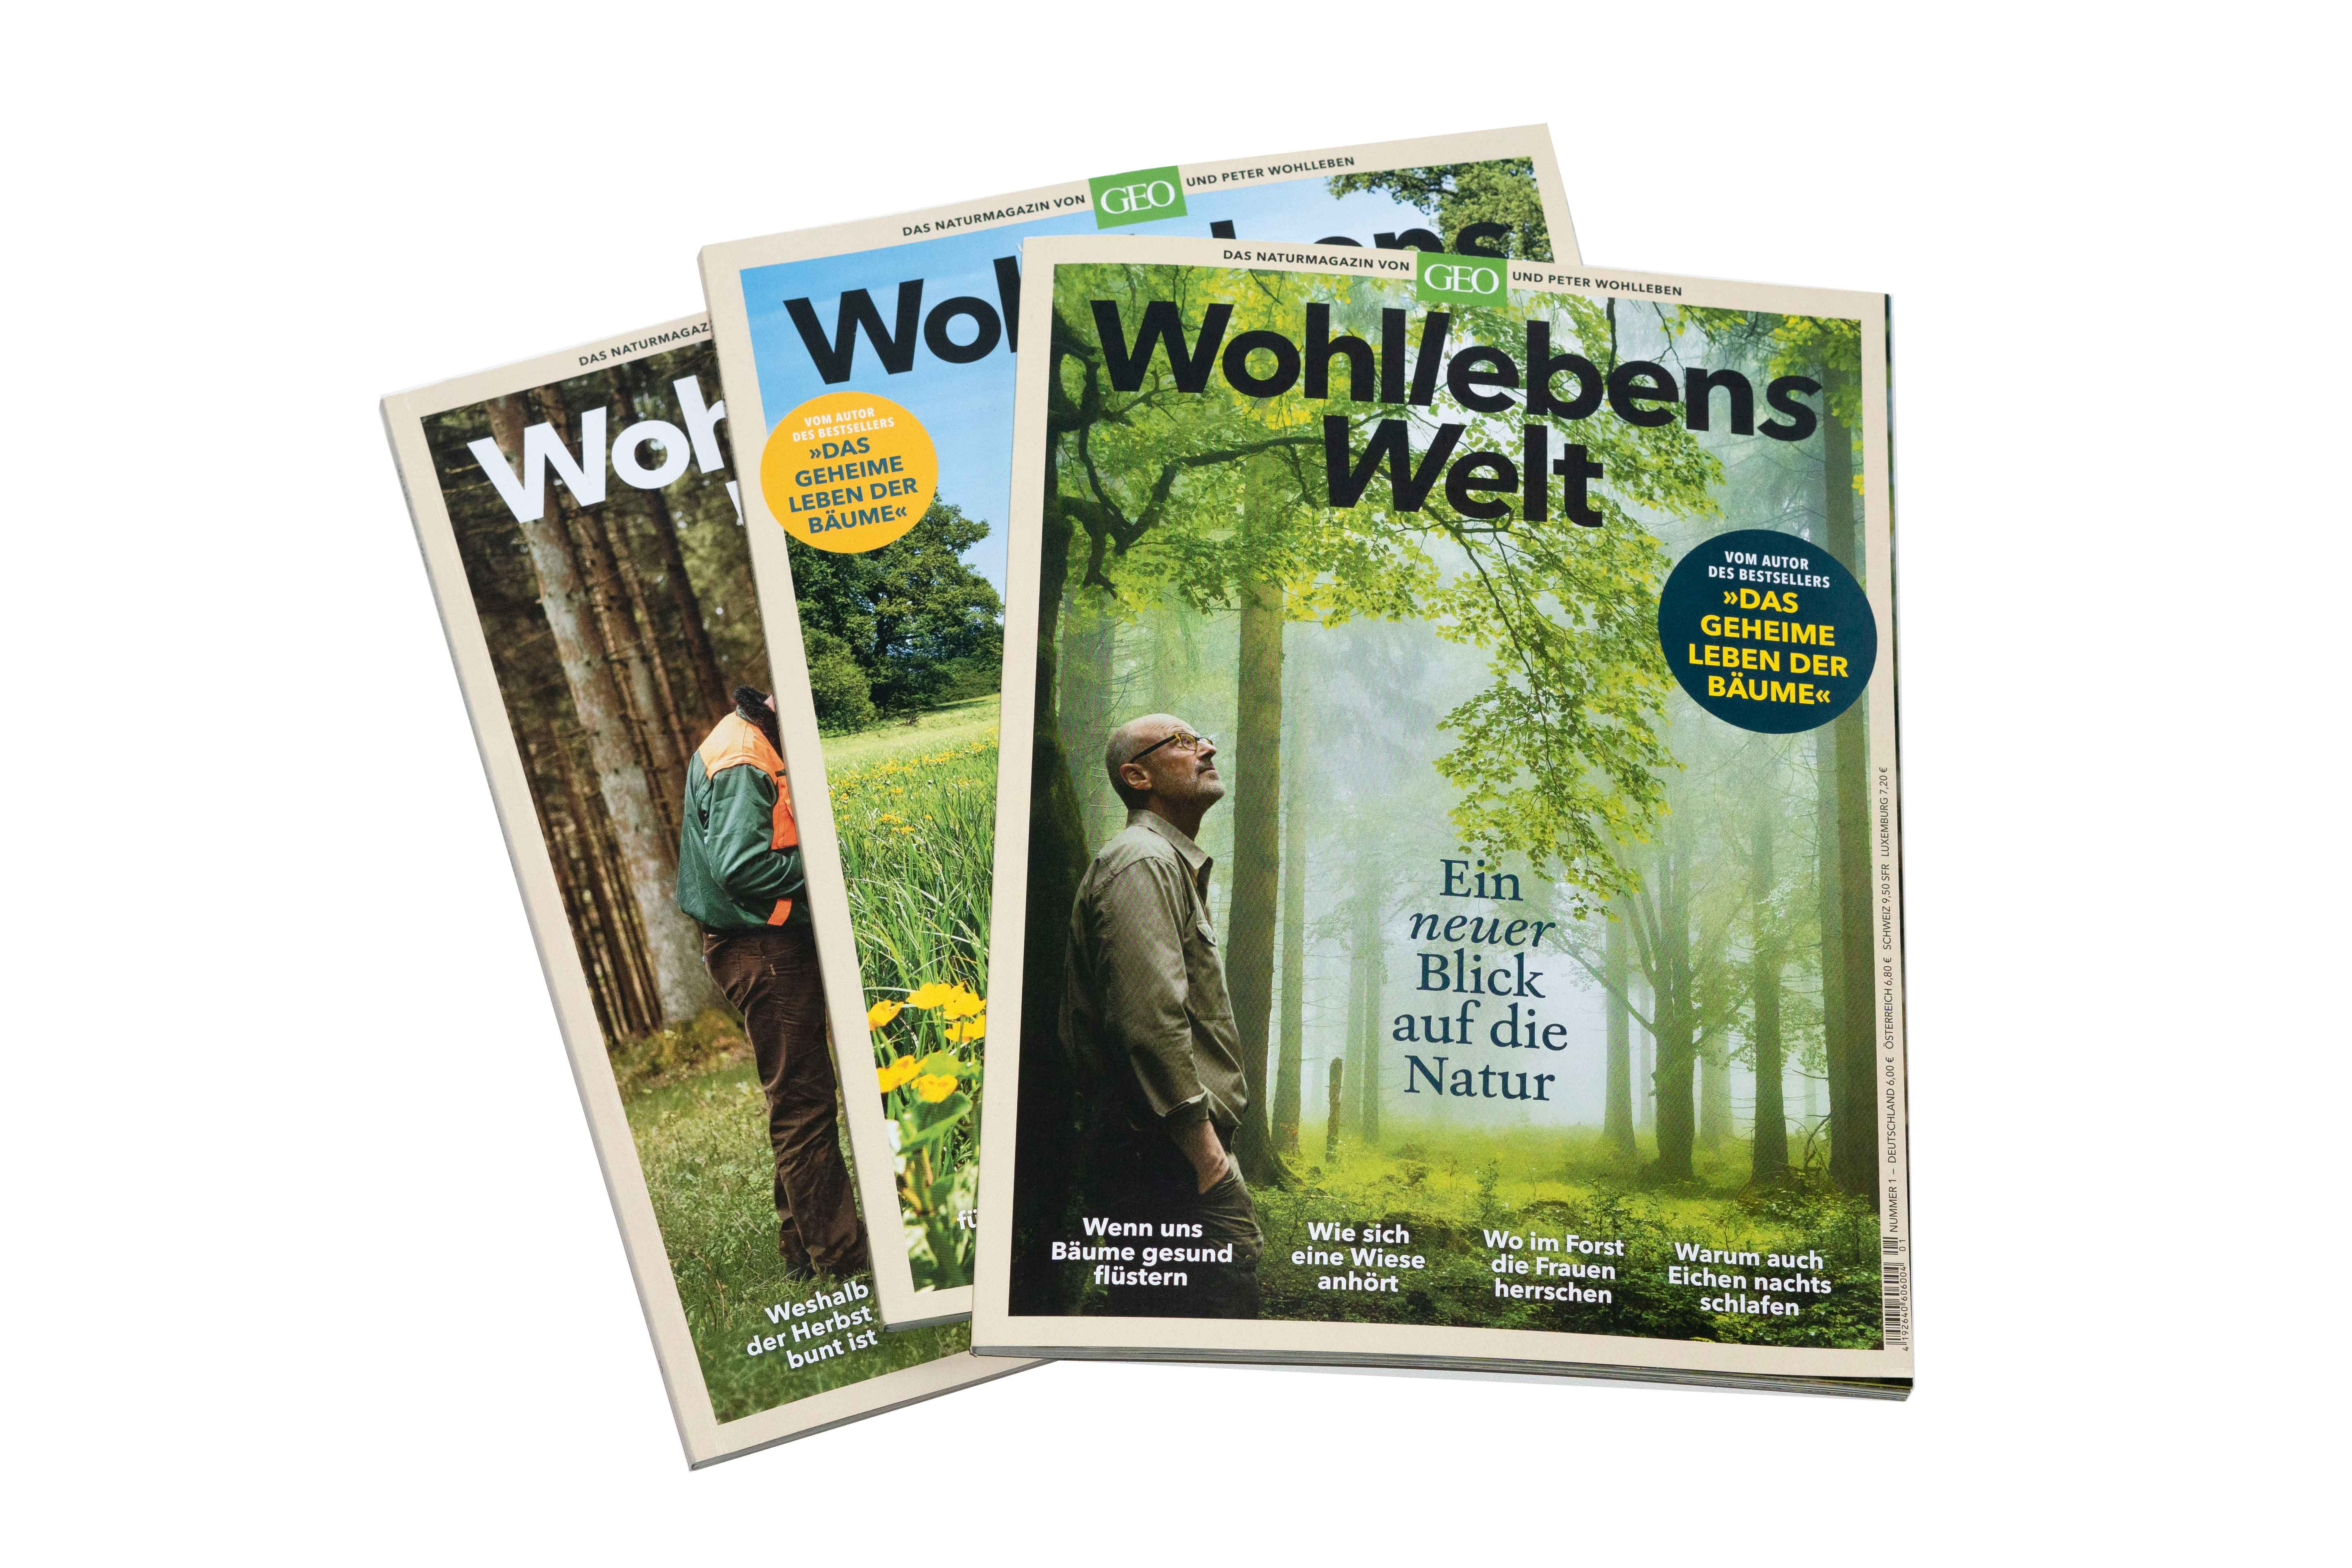 DAS NATURMAGAZIN VON GEO UND PETER WOHLLEBEN
Wohllebens
Welt
VOM AUTOR
DES BESTSELLERS
»DAS
GEHEIME
LEBEN DER
BÄUME«
Ein
neuer
Blick
auf die
Natur
Wenn uns
Bäume gesund
flüstern
Wie sich
eine Wiese
anhört
Wo im Forst
die Frauen
herrschen
Warum auch
Eichen nachts
schlafen
NUMMER 1 – DEUTSCHLAND 6,00 € ÖSTERREICH 6,80 € SCHWEIZ 9,50 SFR LUXEMBURG 7,20 €
4 192640 606004 01
DAS NATURMAGAZIN VON GEO UND PETER WOHLLEBEN
VOM AUTOR
DES BESTSELLERS
»DAS
GEHEIME
LEBEN DER
BÄUME«
DAS
Weshalb
der Herbst
bunt ist